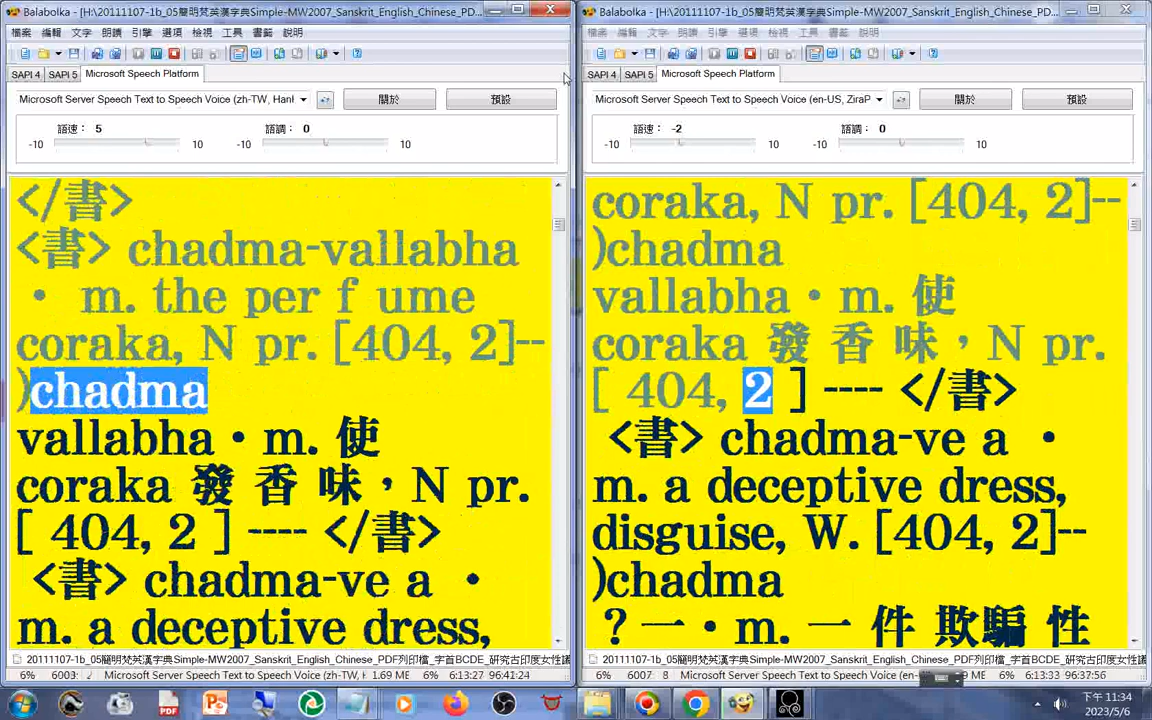 Balabolka - [H:\20111107-1b_05簡明梵英漢字典Simple-MW2007_Sanskrit_English_Chinese_PD...
檔案 編輯 文字 朗讀 引擎 選項 檢視 工具 書籤 說明
SAPI 4 SAPI 5 Microsoft Speech Platform
Microsoft Server Speech Text to Speech Voice (zh-TW, HanH
關於 預設
語速： 5 語調： 0
-10 10 -10 10
</書>
<書> chadma-vallabha
• m. the per f ume
coraka, N pr. [404, 2]--
)chadma
vallabha • m. 使
coraka 發 香 味，N pr.
[ 404, 2 ] ---- </書>
<書> chadma-ve a •
m. a deceptive dress,
20111107-1b_05簡明梵英漢字典Simple-MW2007_Sanskrit_English_Chinese_PDF列印檔_字首BCDE_研究古印度女性議
6% 6003: Microsoft Server Speech Text to Speech Voice (zh-TW, 1.69 ME 6% 6:13:27 96:41:24
Balabolka - [H:\20111107-1b_05簡明梵英漢字典Simple-MW2007_Sanskrit_English_Chinese_PD...
檔案 編輯 文字 朗讀 引擎 選項 檢視 工具 書籤 說明
SAPI 4 SAPI 5 Microsoft Speech Platform
Microsoft Server Speech Text to Speech Voice (en-US, ZiraP
關於 預設
語速： -2 語調： 0
-10 10 -10 10
coraka, N pr. [404, 2]--
)chadma
vallabha • m. 使
coraka 發 香 味，N pr.
[ 404, 2 ] ---- </書>
<書> chadma-ve a •
m. a deceptive dress,
disguise, W. [404, 2]--
)chadma
? 一 • m. 一 件 欺騙 性
20111107-1b_05簡明梵英漢字典Simple-MW2007_Sanskrit_English_Chinese_PDF列印檔_字首BCDE_研究古印度女性議
6% 6007 Microsoft Server Speech Text to Speech Voice (en- ME 6% 6:13:33 96:37:56
PDF
下午 11:34
2023/5/6